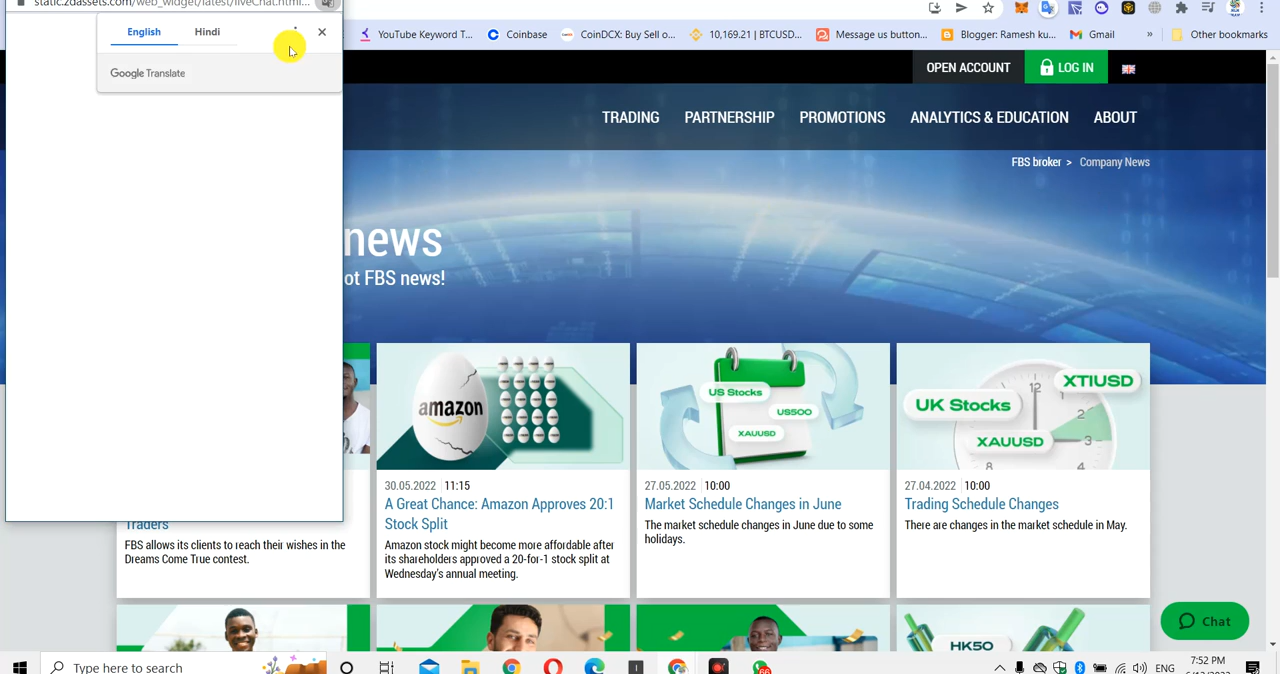 static.zdassets.com/web_widget/latest/liveChat.html...
English
Hindi
Google Translate
YouTube Keyword T...
Coinbase
CoinDCX: Buy Sell o...
10,169.21 | BTCUSD...
Message us button...
Blogger: Ramesh ku...
Gmail
»
Other bookmarks
OPEN ACCOUNT
LOG IN
TRADING
PARTNERSHIP
PROMOTIONS
ANALYTICS & EDUCATION
ABOUT
FBS broker > Company News
news
ot FBS news!
amazon
US Stocks
US500
XAUUSD
UK Stocks
XTIUSD
XAUUSD
12
2
3
4
8
Traders
FBS allows its clients to reach their wishes in the
Dreams Come True contest.
30.05.2022 | 11:15
A Great Chance: Amazon Approves 20:1
Stock Split
Amazon stock might become more affordable after
its shareholders approved a 20-for-1 stock split at
Wednesday's annual meeting.
27.05.2022 | 10:00
Market Schedule Changes in June
The market schedule changes in June due to some
holidays.
27.04.2022 | 10:00
Trading Schedule Changes
There are changes in the market schedule in May.
HK50
Chat
Type here to search
66
ENG
7:52 PM